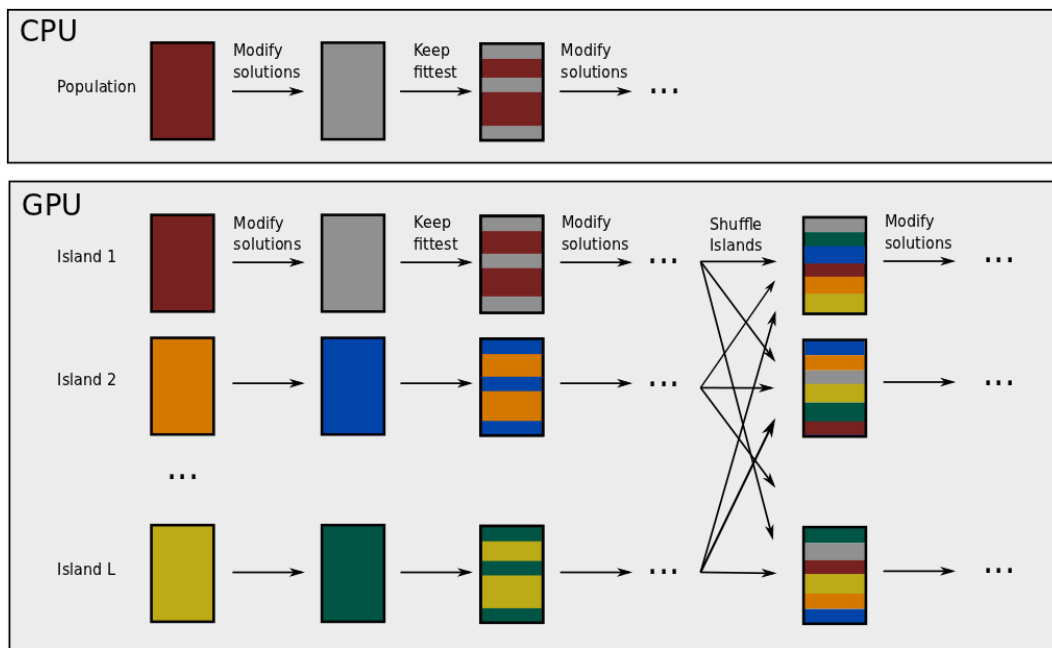 CPU
Population
Modify
solutions
Keep
fittest
Modify
solutions
...
GPU
Island 1
Modify
solutions
Keep
fittest
Modify
solutions
...
Shuffle
Islands
Modify
solutions
...
Island 2
...
...
...
Island L
...
...